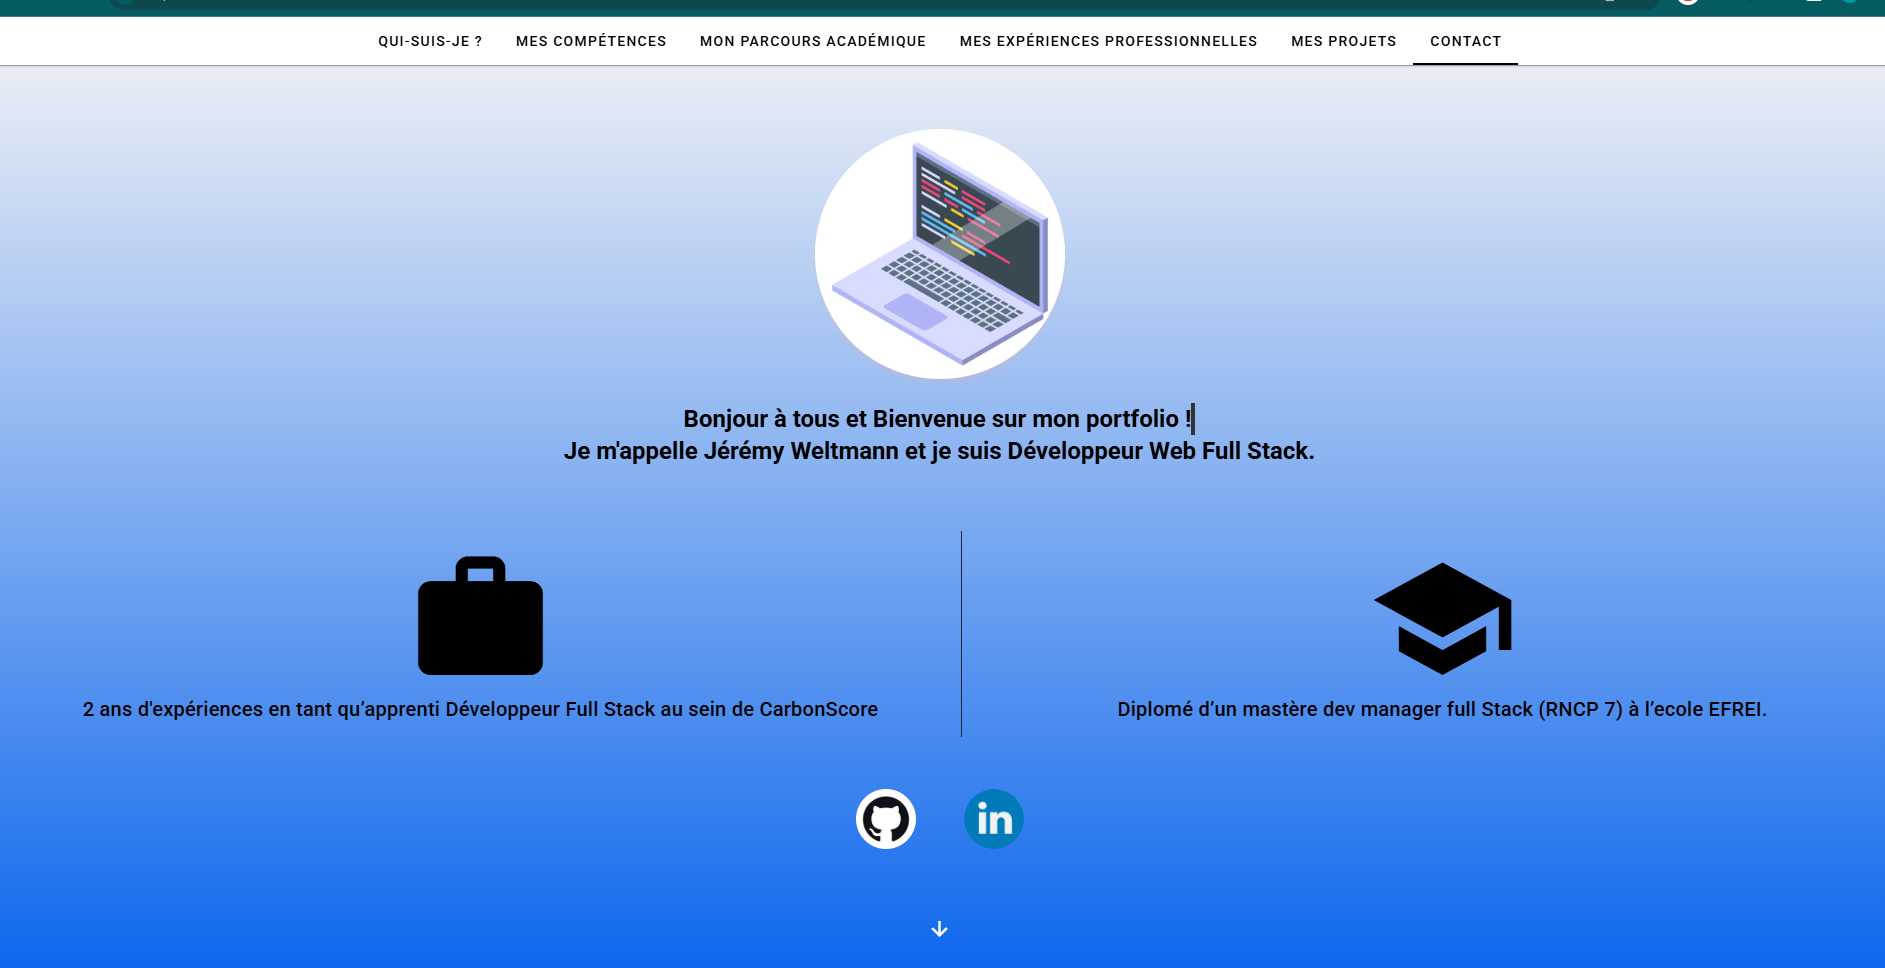 QUI-SUIS-JE ? MES COMPÉTENCES MON PARCOURS ACADÉMIQUE MES EXPÉRIENCES PROFESSIONNELLES MES PROJETS CONTACT
Bonjour à tous et Bienvenue sur mon portfolio !
Je m'appelle Jérémy Weltmann et je suis Développeur Web Full Stack.
2 ans d'expériences en tant qu’apprenti Développeur Full Stack au sein de CarbonScore
Diplomé d’un mastère dev manager full Stack (RNCP 7) à l’ecole EFREI.
in